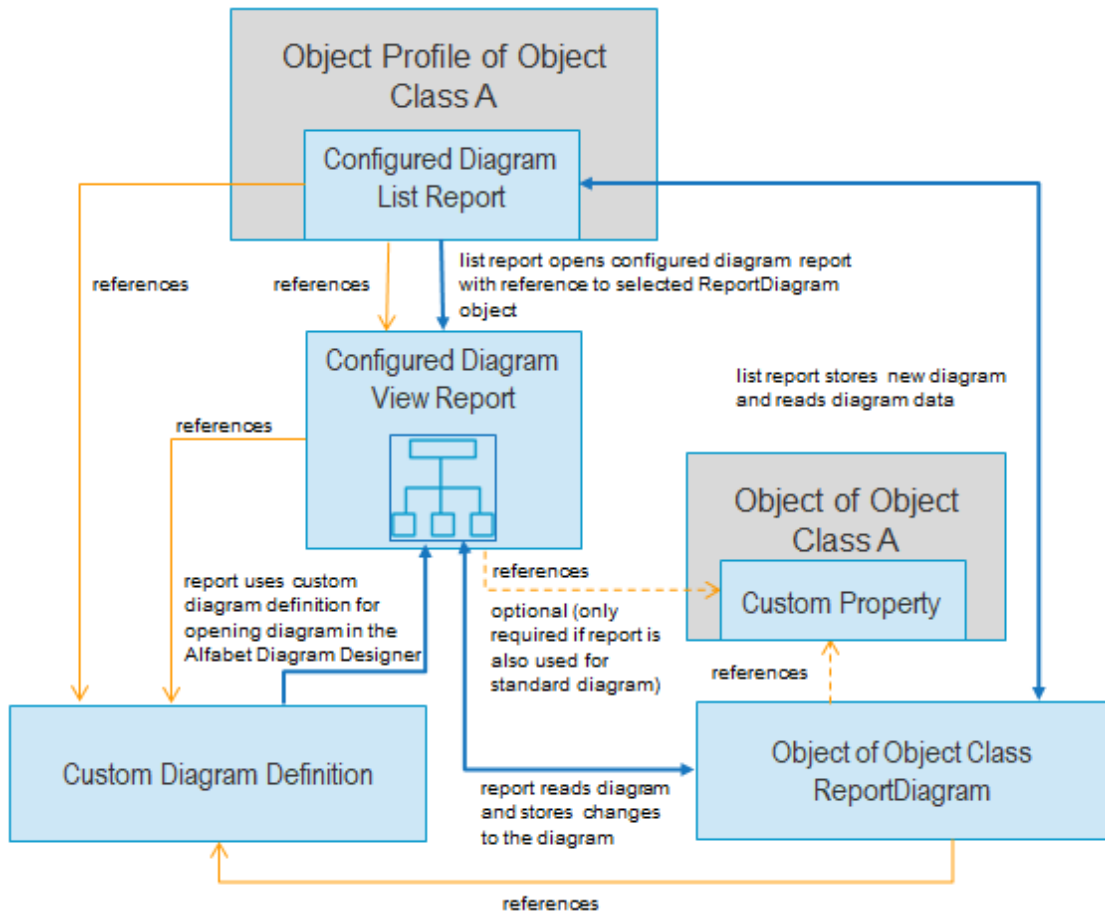 Object Profile of Object
Class A
Configured Diagram
List Report
references
references
list report opens configured diagram report
with reference to selected ReportDiagram
object
Configured Diagram
View Report
list report stores new diagram
and reads diagram data
references
Object of Object
Class A
Custom Property
references
report uses custom
diagram definition for
opening diagram in the
Alfabet Diagram Designer
optional (only
required if report is
also used for
standard diagram)
references
Custom Diagram Definition
Object of Object Class
ReportDiagram
report reads diagram
and stores changes
to the diagram
references